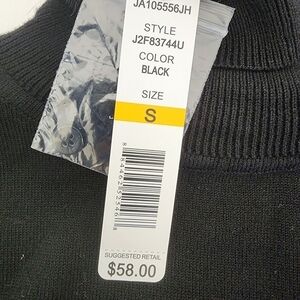 JA105556JH
STYLE
J2F83744U
COLOR
BLACK
SIZE
S
SUGGESTED RETAIL
$58.00